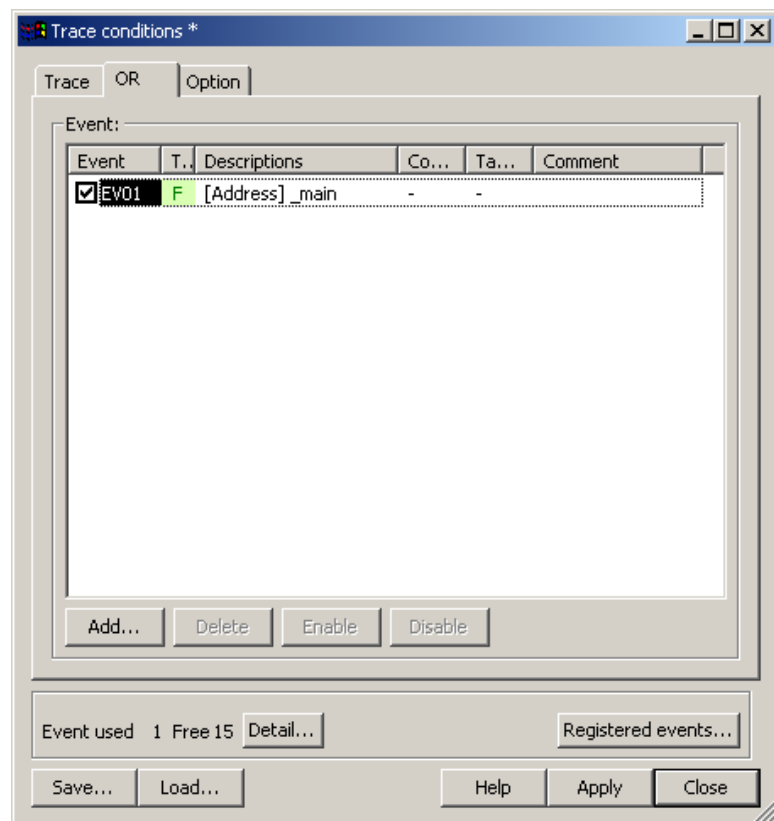 Trace conditions *
Trace OR Option
Event:
Event T.. Descriptions Co... Ta... Comment
EV01 F [Address] _main - -
Add... Delete Enable Disable
Event used 1 Free 15 Detail... Registered events...
Save... Load... Help Apply Close